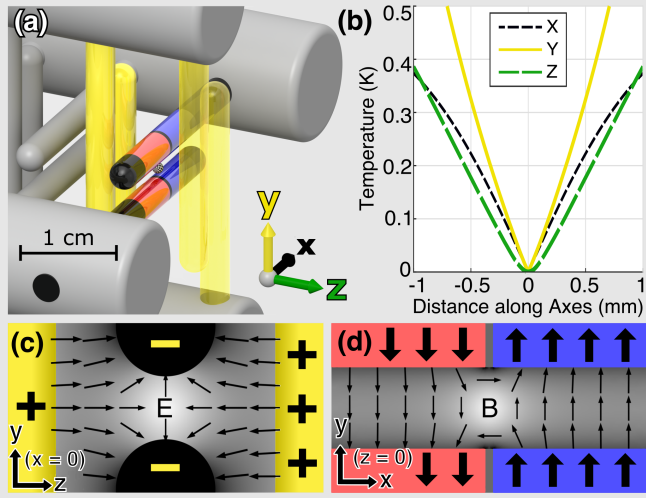 (a)
1 cm
y
x
z
(b)
Temperature (K)
0.5
0.4
0.3
0.2
0.1
0
X
Y
Z
-1 -0.5 0 0.5 1
Distance along Axes (mm)
(c)
+
+
+
+
−
E
−
y
(x = 0)
z
(d)
B
y
(z = 0)
x